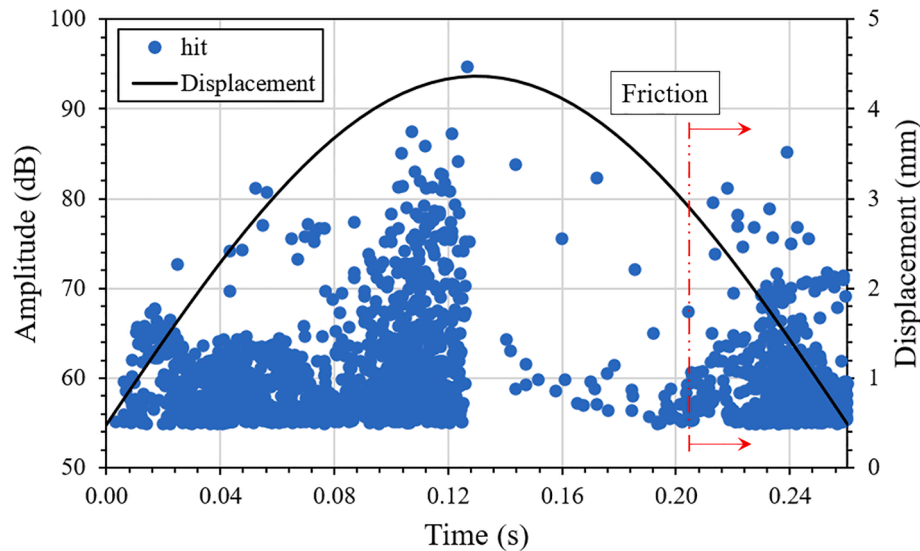 hit
Displacement
Friction
Amplitude (dB)
100
90
80
70
60
50
Displacement (mm)
5
4
3
2
1
0
0.00 0.04 0.08 0.12 0.16 0.20 0.24
Time (s)